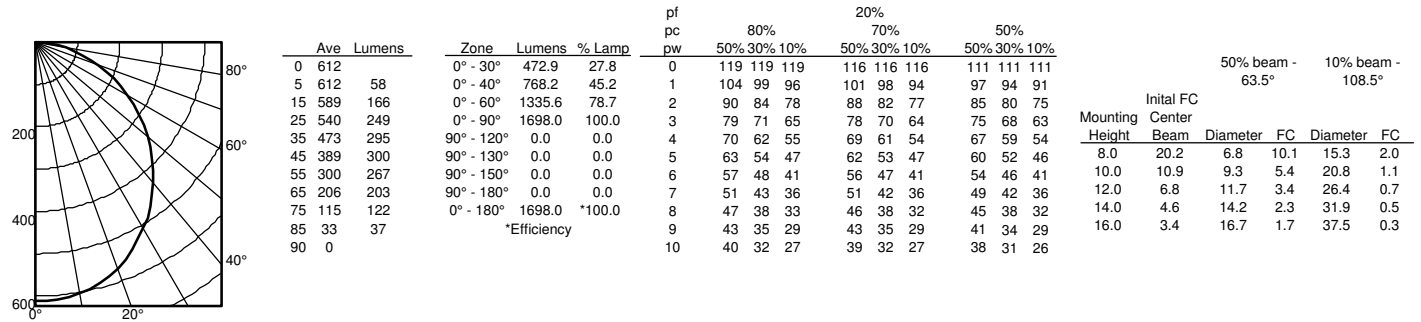 200
400
600
0°
20°
40°
60°
80°
Ave Lumens
0 612
5 612 58
15 589 166
25 540 249
35 473 295
45 389 300
55 300 267
65 206 203
75 115 122
85 33 37
90 0
Zone Lumens % Lamp
0° - 30° 472.9 27.8
0° - 40° 768.2 45.2
0° - 60° 1335.6 78.7
0° - 90° 1698.0 100.0
90° - 120° 0.0 0.0
90° - 130° 0.0 0.0
90° - 150° 0.0 0.0
90° - 180° 0.0 0.0
0° - 180° 1698.0 *100.0
*Efficiency
pf 20%
pc 80% 70% 50%
pw 50% 30% 10% 50% 30% 10% 50% 30% 10%
0 119 119 119 116 116 116 111 111 111
1 104 99 96 101 98 94 97 94 91
2 90 84 78 88 82 77 85 80 75
3 79 71 65 78 70 64 75 68 63
4 70 62 55 69 61 54 67 59 54
5 63 54 47 62 53 47 60 52 46
6 57 48 41 56 47 41 54 46 41
7 51 43 36 51 42 36 49 42 36
8 47 38 33 46 38 32 45 38 32
9 43 35 29 43 35 29 41 34 29
10 40 32 27 39 32 27 38 31 26
50% beam - 10% beam -
63.5° 108.5°
Inital FC
Mounting Center
Height Beam Diameter FC Diameter FC
8.0 20.2 6.8 10.1 15.3 2.0
10.0 10.9 9.3 5.4 20.8 1.1
12.0 6.8 11.7 3.4 26.4 0.7
14.0 4.6 14.2 2.3 31.9 0.5
16.0 3.4 16.7 1.7 37.5 0.3